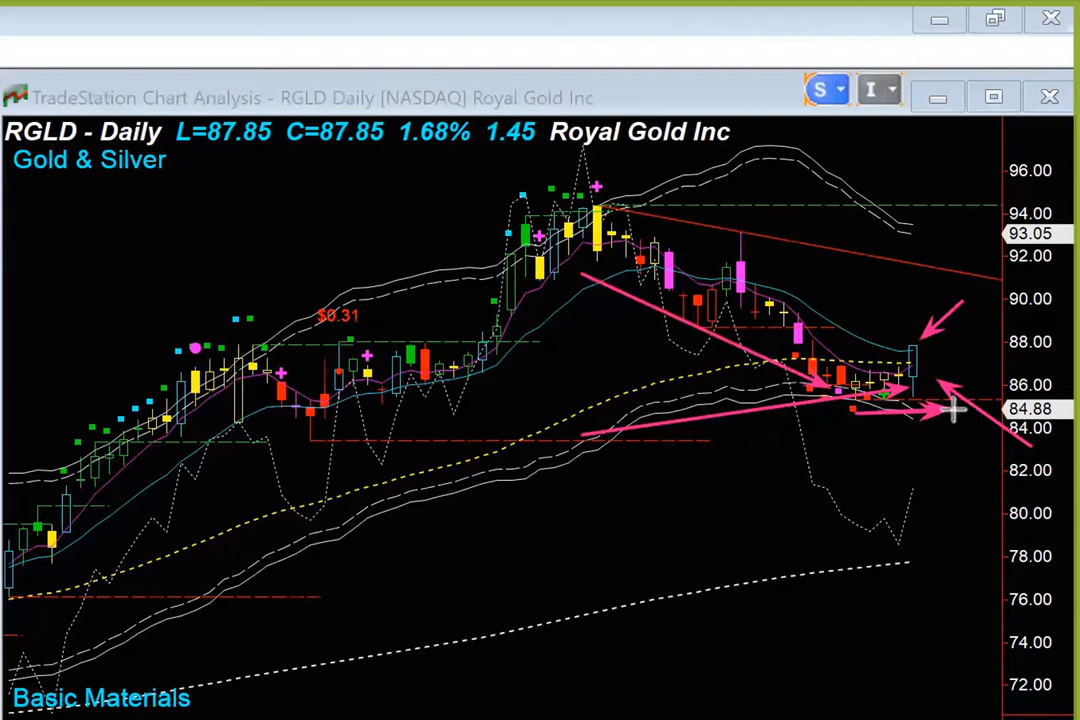 TradeStation Chart Analysis - RGLD Daily [NASDAQ] Royal Gold Inc
S
I
RGLD - Daily L=87.85 C=87.85 1.68% 1.45 Royal Gold Inc
Gold & Silver
96.00
94.00
93.05
92.00
90.00
$0.31
88.00
86.00
84.88
84.00
82.00
80.00
78.00
76.00
74.00
72.00
Basic Materials